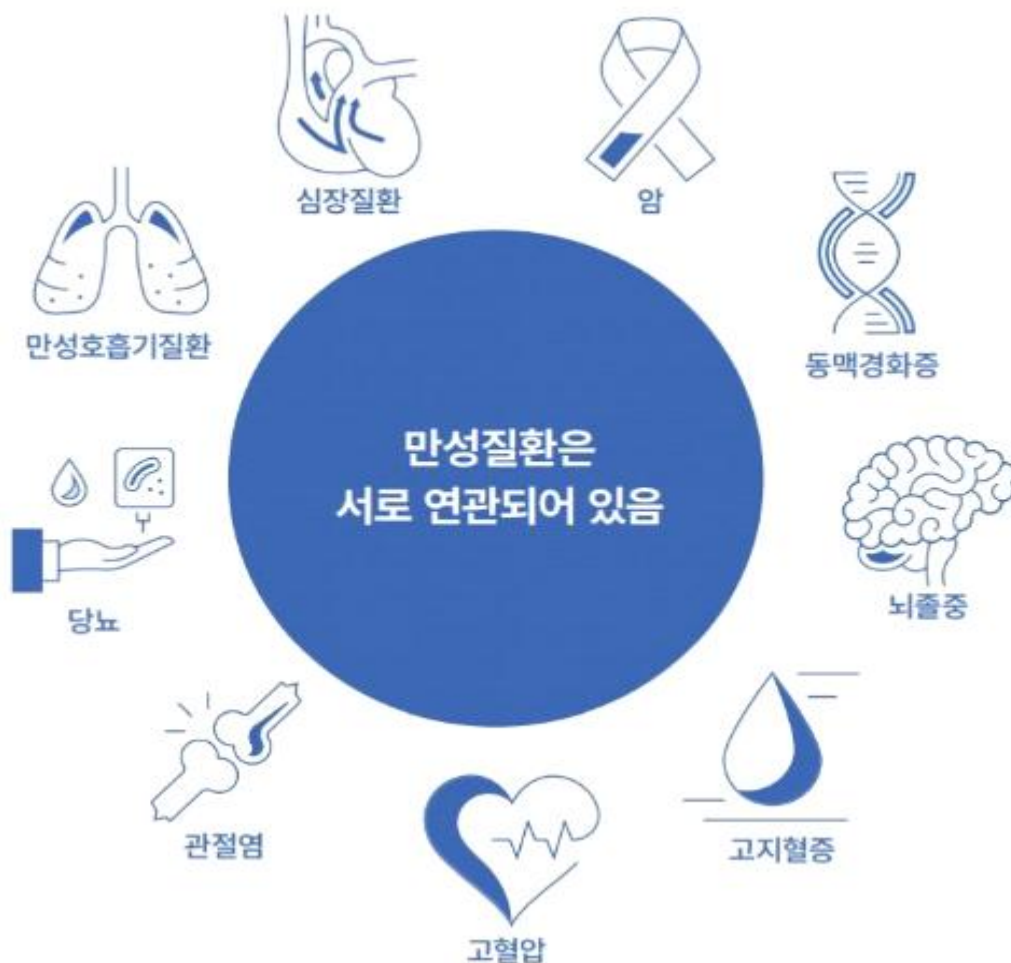 심장질환
암
만성호흡기질환
동맥경화증
만성질환은
서로 연관되어 있음
당뇨
뇌졸중
관절염
고지혈증
고혈압